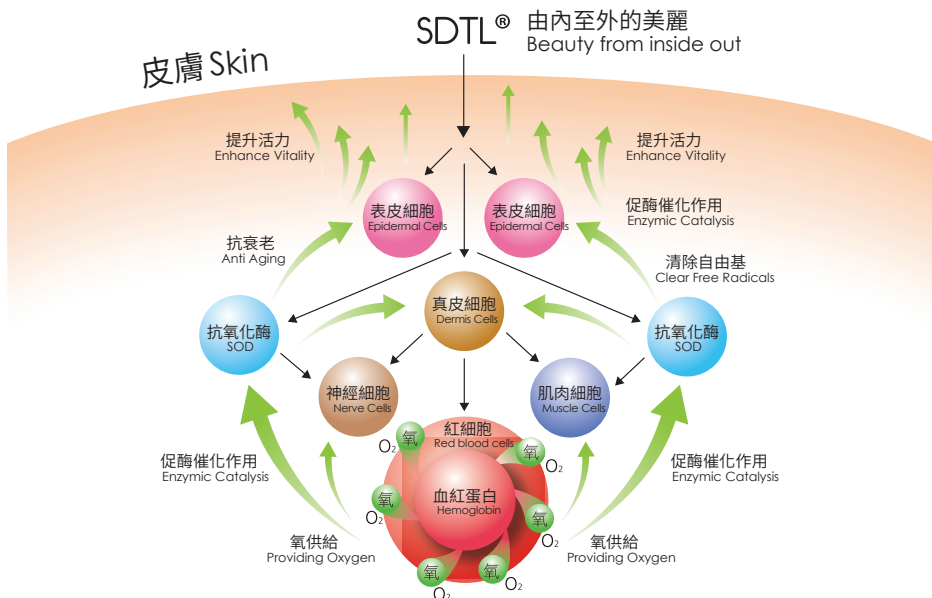 SDTL®
由內至外的美麗
Beauty from inside out
皮膚 Skin
提升活力
Enhance Vitality
提升活力
Enhance Vitality
表皮細胞
Epidermal Cells
表皮細胞
Epidermal Cells
促酶催化作用
Enzymic Catalysis
抗衰老
Anti Aging
清除自由基
Clear Free Radicals
真皮細胞
Dermis Cells
抗氧化酶
SOD
抗氧化酶
SOD
神經細胞
Nerve Cells
肌肉細胞
Muscle Cells
紅細胞
Red blood cells
氧
O2
氧
O2
促酶催化作用
Enzymic Catalysis
促酶催化作用
Enzymic Catalysis
血紅蛋白
Hemoglobin
氧
O2
氧
O2
氧供給
Providing Oxygen
氧供給
Providing Oxygen
氧
O2
氧
O2